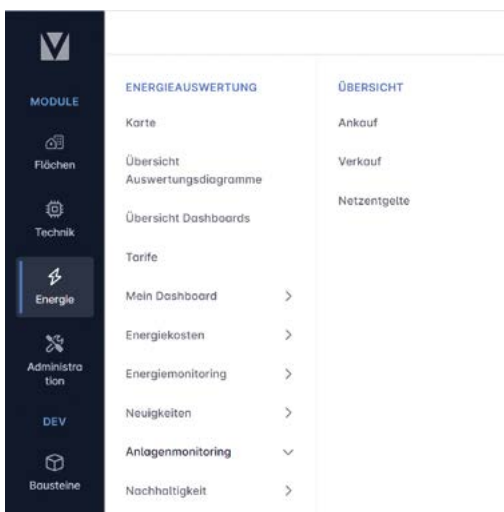 MODULE
Flächen
Technik
Energie
Administra
tion
DEV
Bausteine
ENERGIEAUSWERTUNG
Karte
Übersicht
Auswertungsdiagramme
Übersicht Dashboards
Tarife
Mein Dashboard
Energiekosten
Energiemonitoring
Neuigkeiten
Anlagenmonitoring
Nachhaltigkeit
ÜBERSICHT
Ankauf
Verkauf
Netzentgelte